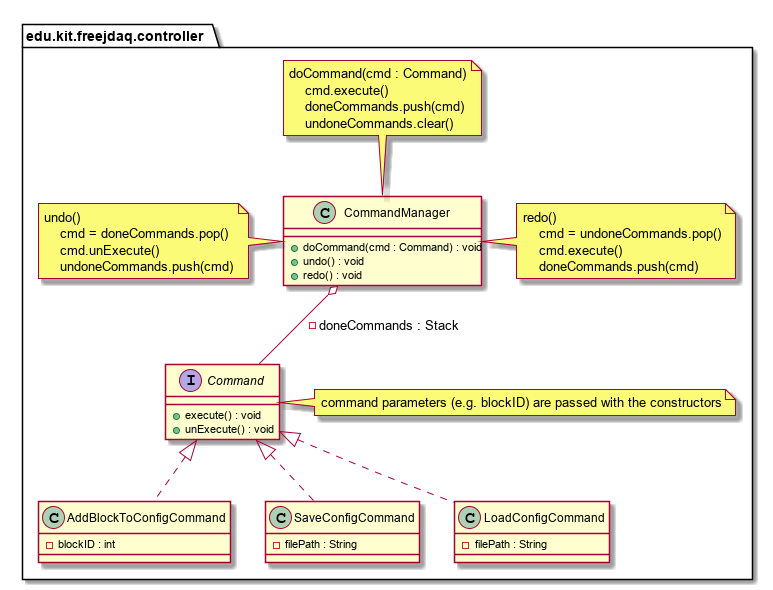 edu.kit.freejdaq.controller
doCommand(cmd : Command)
cmd.execute()
doneCommands.push(cmd)
undoneCommands.clear()
undo()
cmd = doneCommands.pop()
cmd.unExecute()
undoneCommands.push(cmd)
C CommandManager
doCommand(cmd : Command) : void
undo() : void
redo() : void
redo()
cmd = undoneCommands.pop()
cmd.execute()
doneCommands.push(cmd)
doneCommands : Stack
I Command
execute() : void
unExecute() : void
command parameters (e.g. blockID) are passed with the constructors
C AddBlockToConfigCommand
blockID : int
C SaveConfigCommand
filePath : String
C LoadConfigCommand
filePath : String